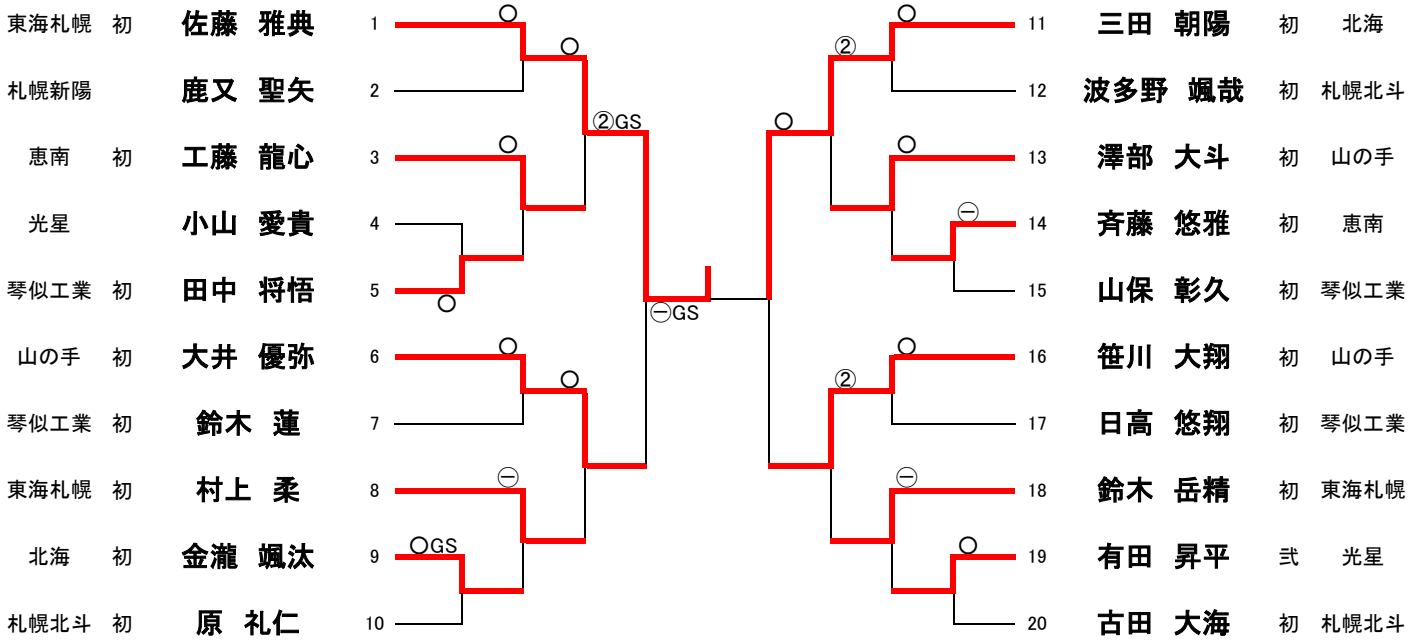 東海札幌 初 佐藤 雅典 1
札幌新陽 鹿又 聖矢 2
恵南 初 工藤 龍心 3
光星 小山 愛貴 4
琴似工業 初 田中 将悟 5
山の手 初 大井 優弥 6
琴似工業 初 鈴木 蓮 7
東海札幌 初 村上 柔 8
北海 初 金瀧 颯汰 9
札幌北斗 初 原 礼仁 10
○
○
②GS
○
○
○
○
㊀
○GS
㊀GS
○
②
○
○
㊀
○
②
㊀
○
11 三田 朝陽 初 北海
12 波多野 颯哉 初 札幌北斗
13 澤部 大斗 初 山の手
14 斉藤 悠雅 初 恵南
15 山保 彰久 初 琴似工業
16 笹川 大翔 初 山の手
17 日高 悠翔 初 琴似工業
18 鈴木 岳精 初 東海札幌
19 有田 昇平 弐 光星
20 古田 大海 初 札幌北斗